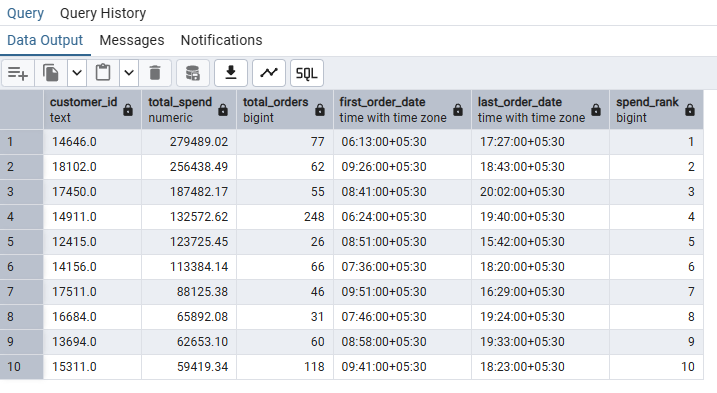 Query Query History
Data Output Messages Notifications
SQL
customer_id total_spend total_orders first_order_date last_order_date spend_rank
text numeric bigint time with time zone time with time zone bigint
1 14646.0 279489.02 77 06:13:00+05:30 17:27:00+05:30 1
2 18102.0 256438.49 62 09:26:00+05:30 18:43:00+05:30 2
3 17450.0 187482.17 55 08:41:00+05:30 20:02:00+05:30 3
4 14911.0 132572.62 248 06:24:00+05:30 19:40:00+05:30 4
5 12415.0 123725.45 26 08:51:00+05:30 15:42:00+05:30 5
6 14156.0 113384.14 66 07:36:00+05:30 18:20:00+05:30 6
7 17511.0 88125.38 46 09:51:00+05:30 16:29:00+05:30 7
8 16684.0 65892.08 31 07:46:00+05:30 19:24:00+05:30 8
9 13694.0 62653.10 60 08:58:00+05:30 19:33:00+05:30 9
10 15311.0 59419.34 118 09:41:00+05:30 18:23:00+05:30 10